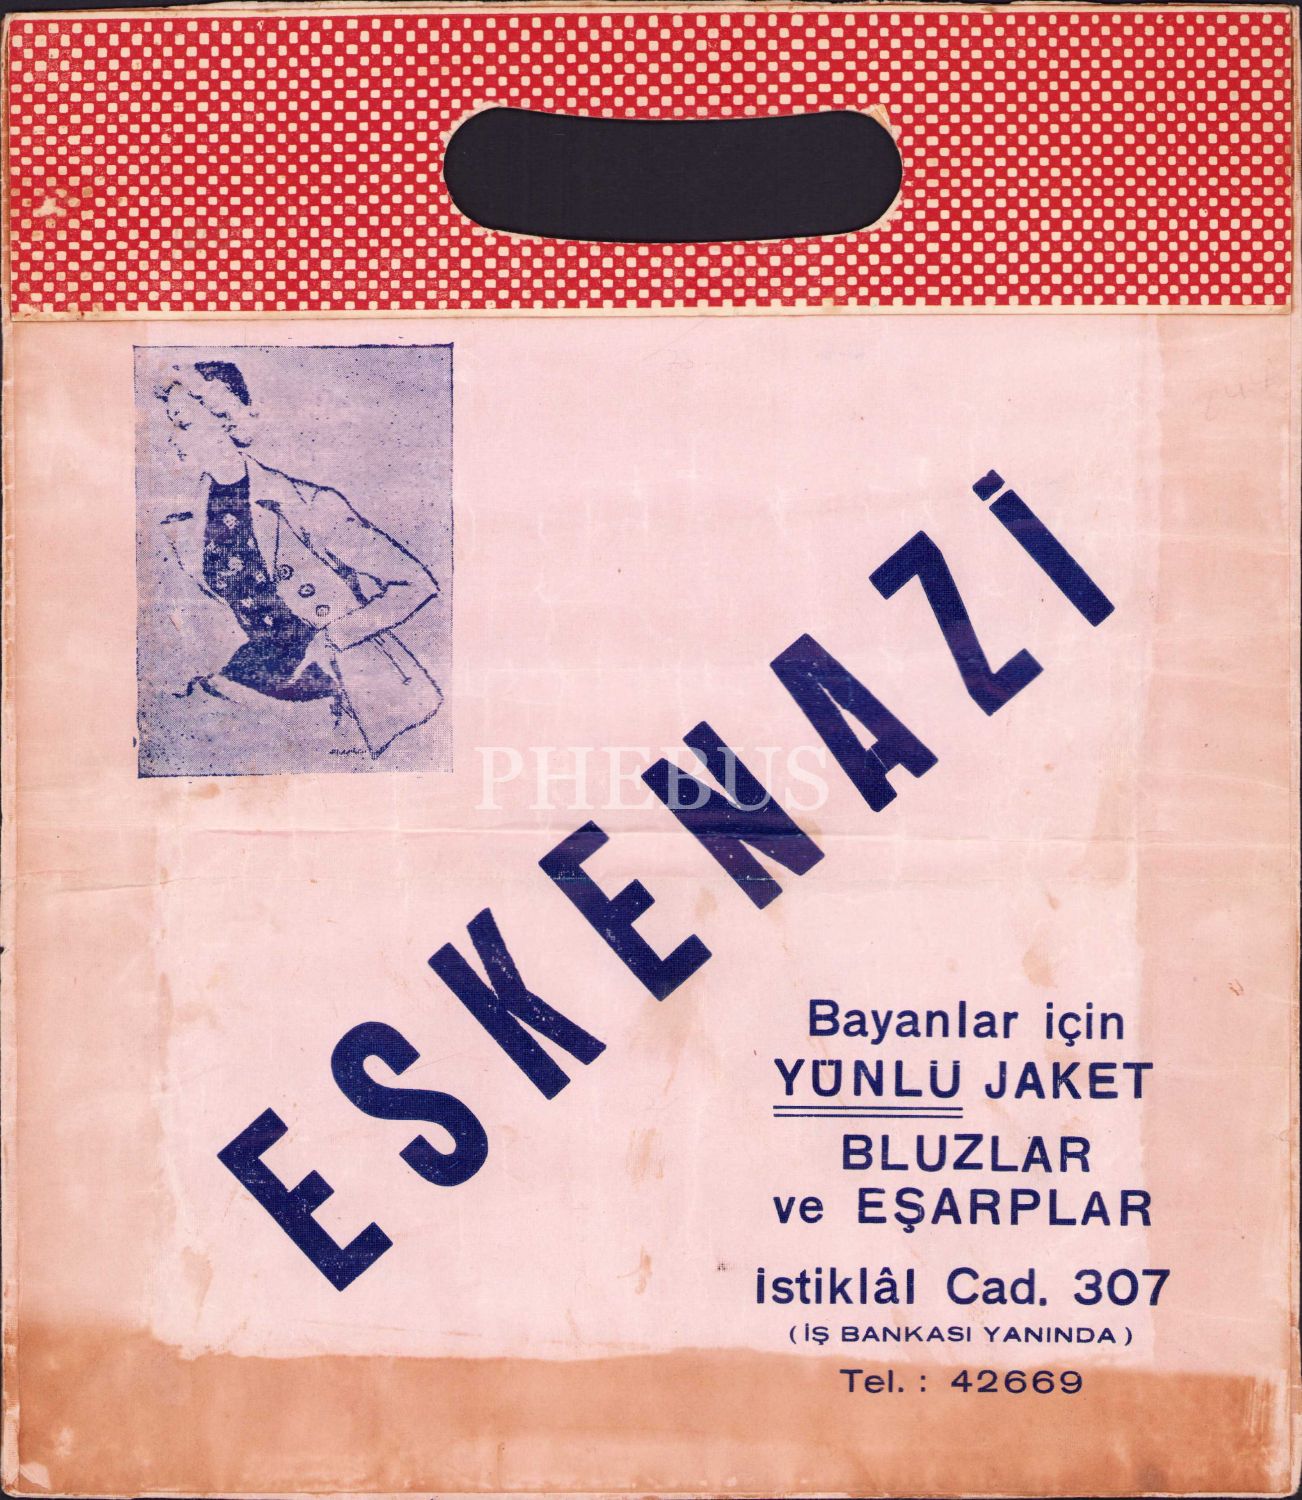 ESKENAZİ
PHEBUS
Bayanlar için
YÜNLÜ JAKET
BLUZLAR
ve EŞARPLAR
İstiklâl Cad. 307
(İŞ BANKASI YANINDA)
Tel. : 42669